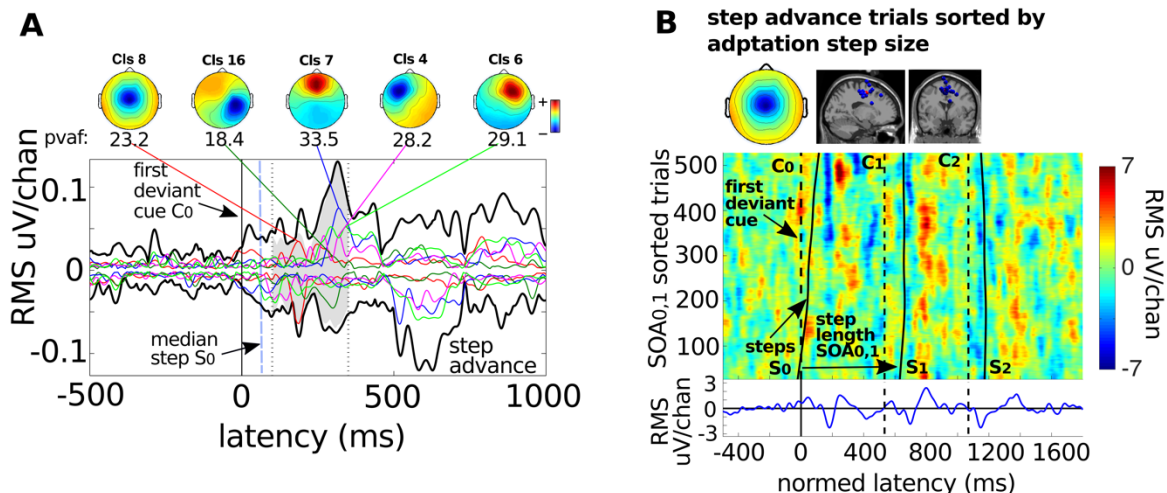 A
Cls 8 Cls 16 Cls 7 Cls 4 Cls 6
+
−
pvaf: 23.2 18.4 33.5 28.2 29.1
RMS uV/chan
0.1
0
-0.1
first
deviant
cue C0
median
step S0
step
advance
-500 0 500 1000
latency (ms)
B step advance trials sorted by
adptation step size
SOA0,1 sorted trials
500
400
300
200
100
C0 C1 C2
first
deviant
cue
steps
step
length
SOA0,1
S0 S1 S2
7
0
-7
RMS uV/chan
RMS
uV/chan
3
0
-3
-400 0 400 800 1200 1600
normed latency (ms)